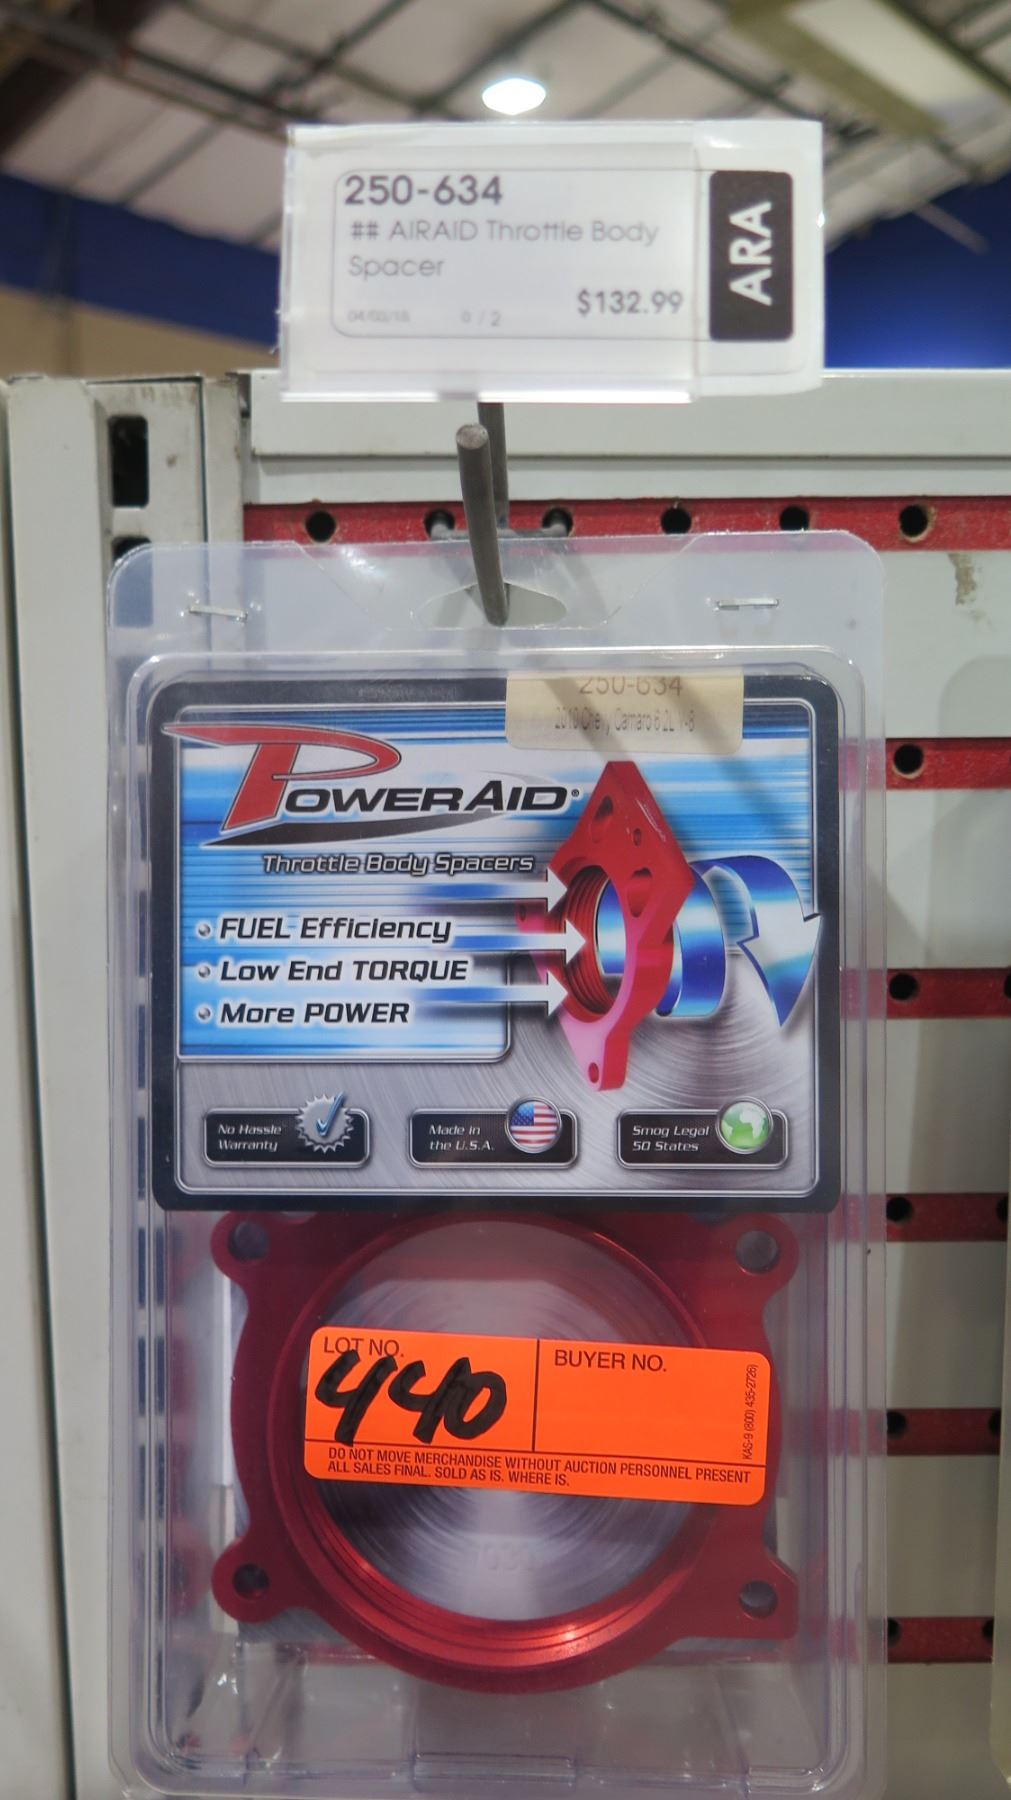 250-634
## AIRAID Throttle Body
Spacer
$132.99
0 / 2
ARA
250-634
2010 Chevy Camaro 6.2L V-8
POWERAID®
Throttle Body Spacers
• FUEL Efficiency
• Low End TORQUE
• More POWER
No Hassle
Warranty
Made in
the U.S.A.
Smog Legal
50 States
LOT NO.
440
BUYER NO.
KAS-9 (800) 435-2726)
DO NOT MOVE MERCHANDISE WITHOUT AUCTION PERSONNEL PRESENT
ALL SALES FINAL. SOLD AS IS. WHERE IS.